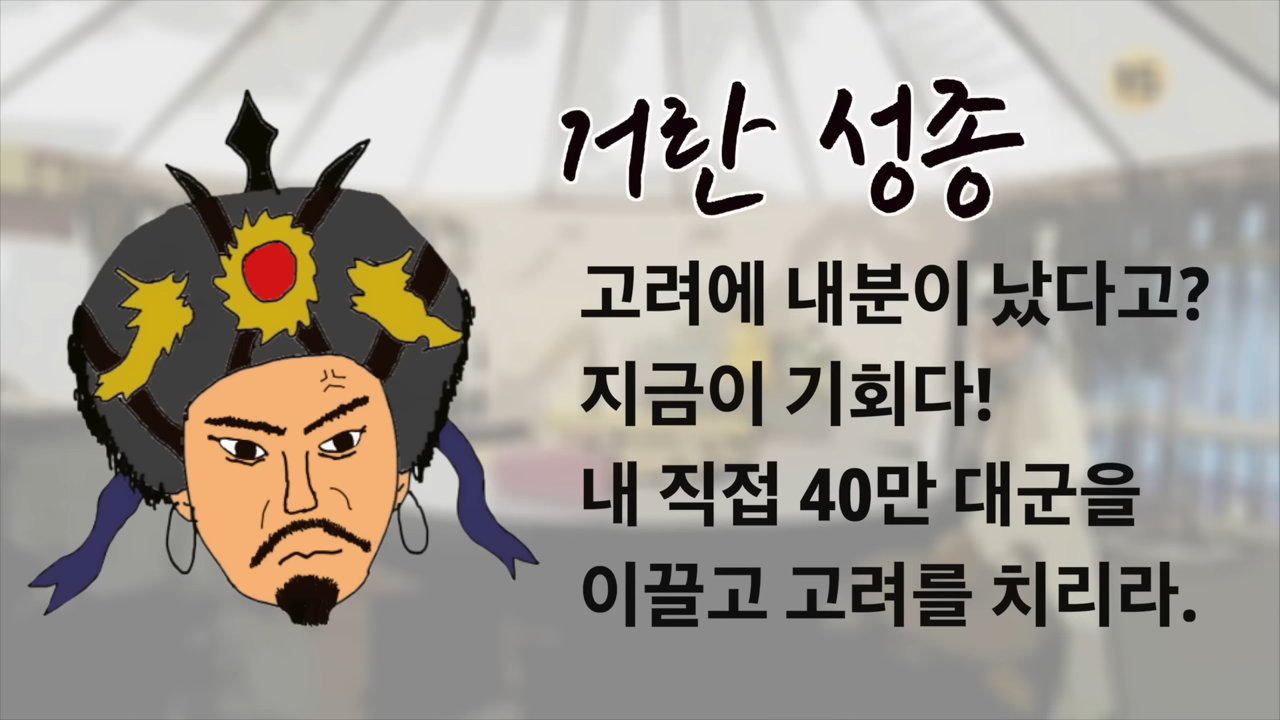 거란 성종
고려에 내분이 났다고?
지금이 기회다!
내 직접 40만 대군을
이끌고 고려를 치리라.